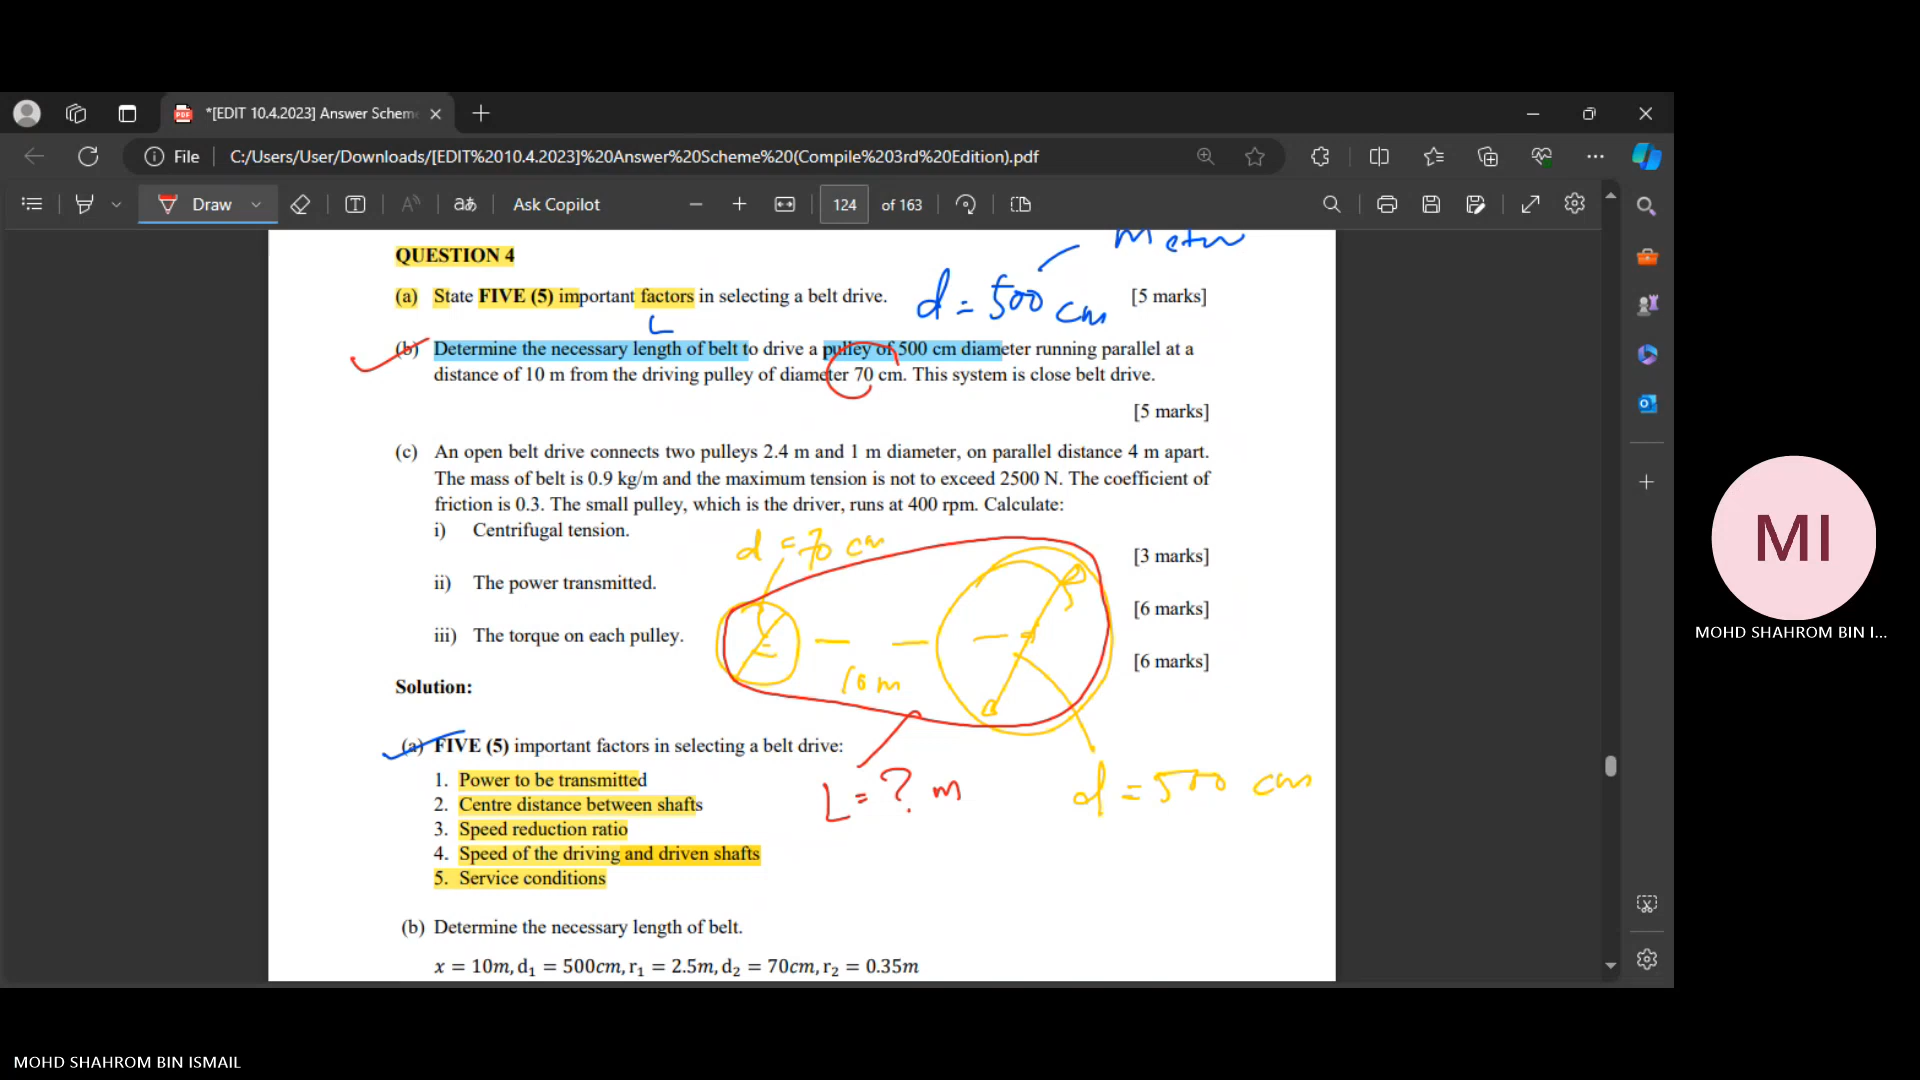 *[EDIT 10.4.2023] Answer Schem
File
C:/Users/User/Downloads/[EDIT%2010.4.2023]%20Answer%20Scheme%20(Compile%203rd%20Edition).pdf
Draw
aあ
Ask Copilot
124
of 163
QUESTION 4
(a) State FIVE (5) important factors in selecting a belt drive. [5 marks]
d = 500 cm
L
(b) Determine the necessary length of belt to drive a pulley of 500 cm diameter running parallel at a
distance of 10 m from the driving pulley of diameter 70 cm. This system is close belt drive.
[5 marks]
(c) An open belt drive connects two pulleys 2.4 m and 1 m diameter, on parallel distance 4 m apart.
The mass of belt is 0.9 kg/m and the maximum tension is not to exceed 2500 N. The coefficient of
friction is 0.3. The small pulley, which is the driver, runs at 400 rpm. Calculate:
i) Centrifugal tension.
d = 70 cm
[3 marks]
ii) The power transmitted.
[6 marks]
iii) The torque on each pulley.
[6 marks]
10 m
Solution:
(a) FIVE (5) important factors in selecting a belt drive:
1. Power to be transmitted
L = ? m
d = 500 cm
2. Centre distance between shafts
3. Speed reduction ratio
4. Speed of the driving and driven shafts
5. Service conditions
(b) Determine the necessary length of belt.
x = 10m, d₁ = 500cm, r₁ = 2.5m, d₂ = 70cm, r₂ = 0.35m
MI
MOHD SHAHROM BIN I...
MOHD SHAHROM BIN ISMAIL